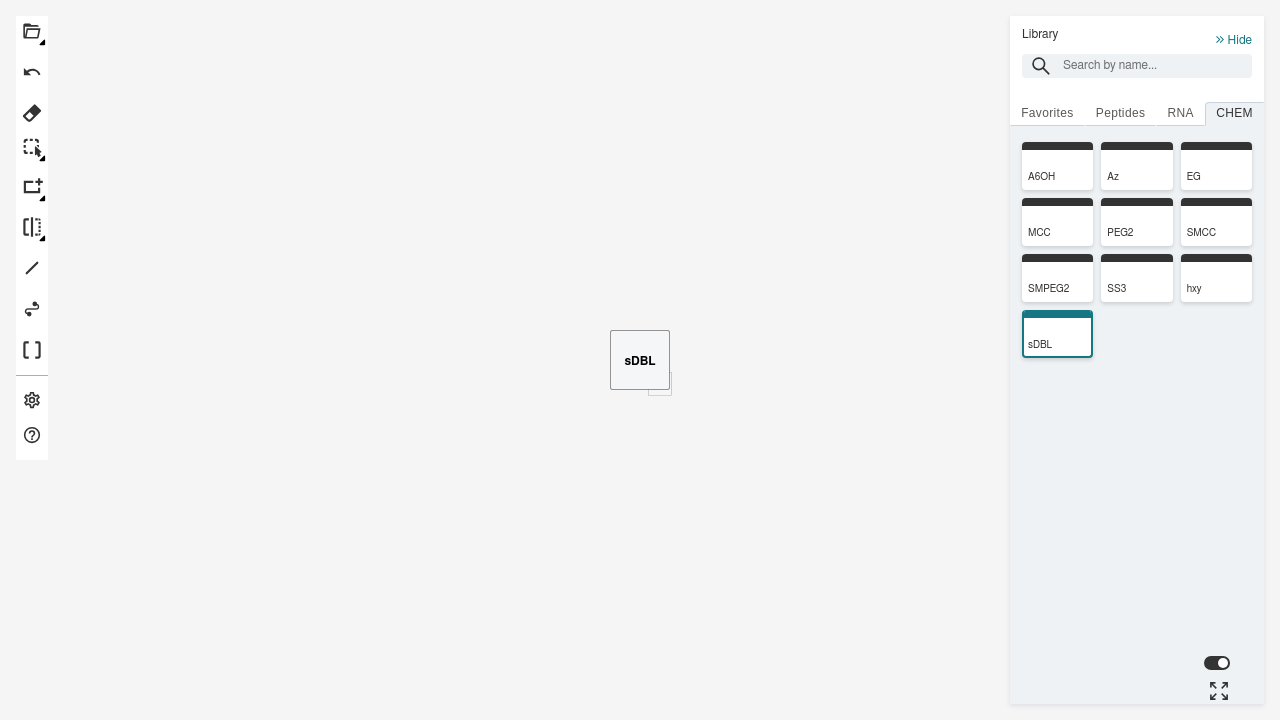 Library
Hide
Search by name...
Favorites Peptides RNA CHEM
A6OH Az EG
MCC PEG2 SMCC
SMPEG2 SS3 hxy
sDBL
sDBL